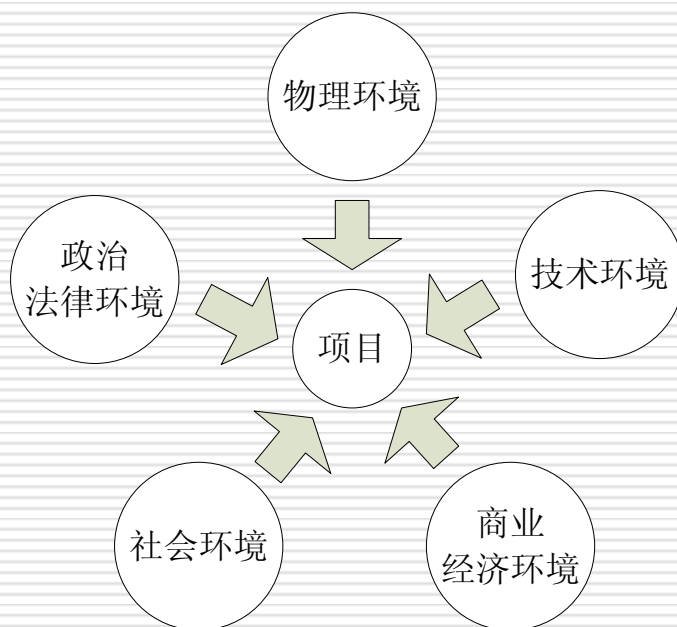 物理环境
政治
法律环境
技术环境
项目
社会环境
商业
经济环境